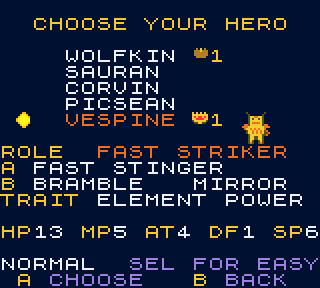 CHOOSE YOUR HERO
WOLFKIN 1
SAURAN
CORVIN
PICSEAN
VESPINE 1
ROLE FAST STRIKER
A FAST STINGER
B BRAMBLE MIRROR
TRAIT ELEMENT POWER
HP13 MP5 AT4 DF1 SP6
NORMAL SEL FOR EASY
A CHOOSE B BACK